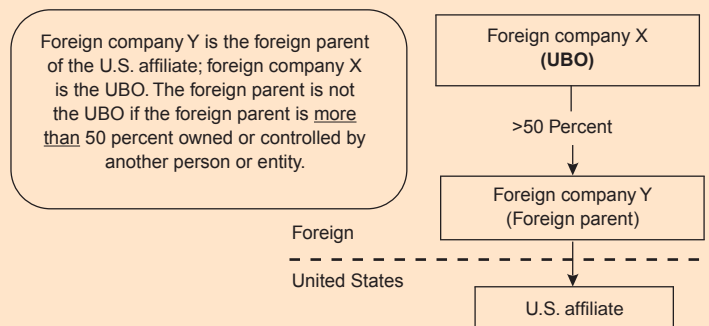 Foreign company Y is the foreign parent
of the U.S. affiliate; foreign company X
is the UBO. The foreign parent is not
the UBO if the foreign parent is more
than 50 percent owned or controlled by
another person or entity.
Foreign company X
(UBO)
>50 Percent
Foreign company Y
(Foreign parent)
Foreign
United States
U.S. affiliate